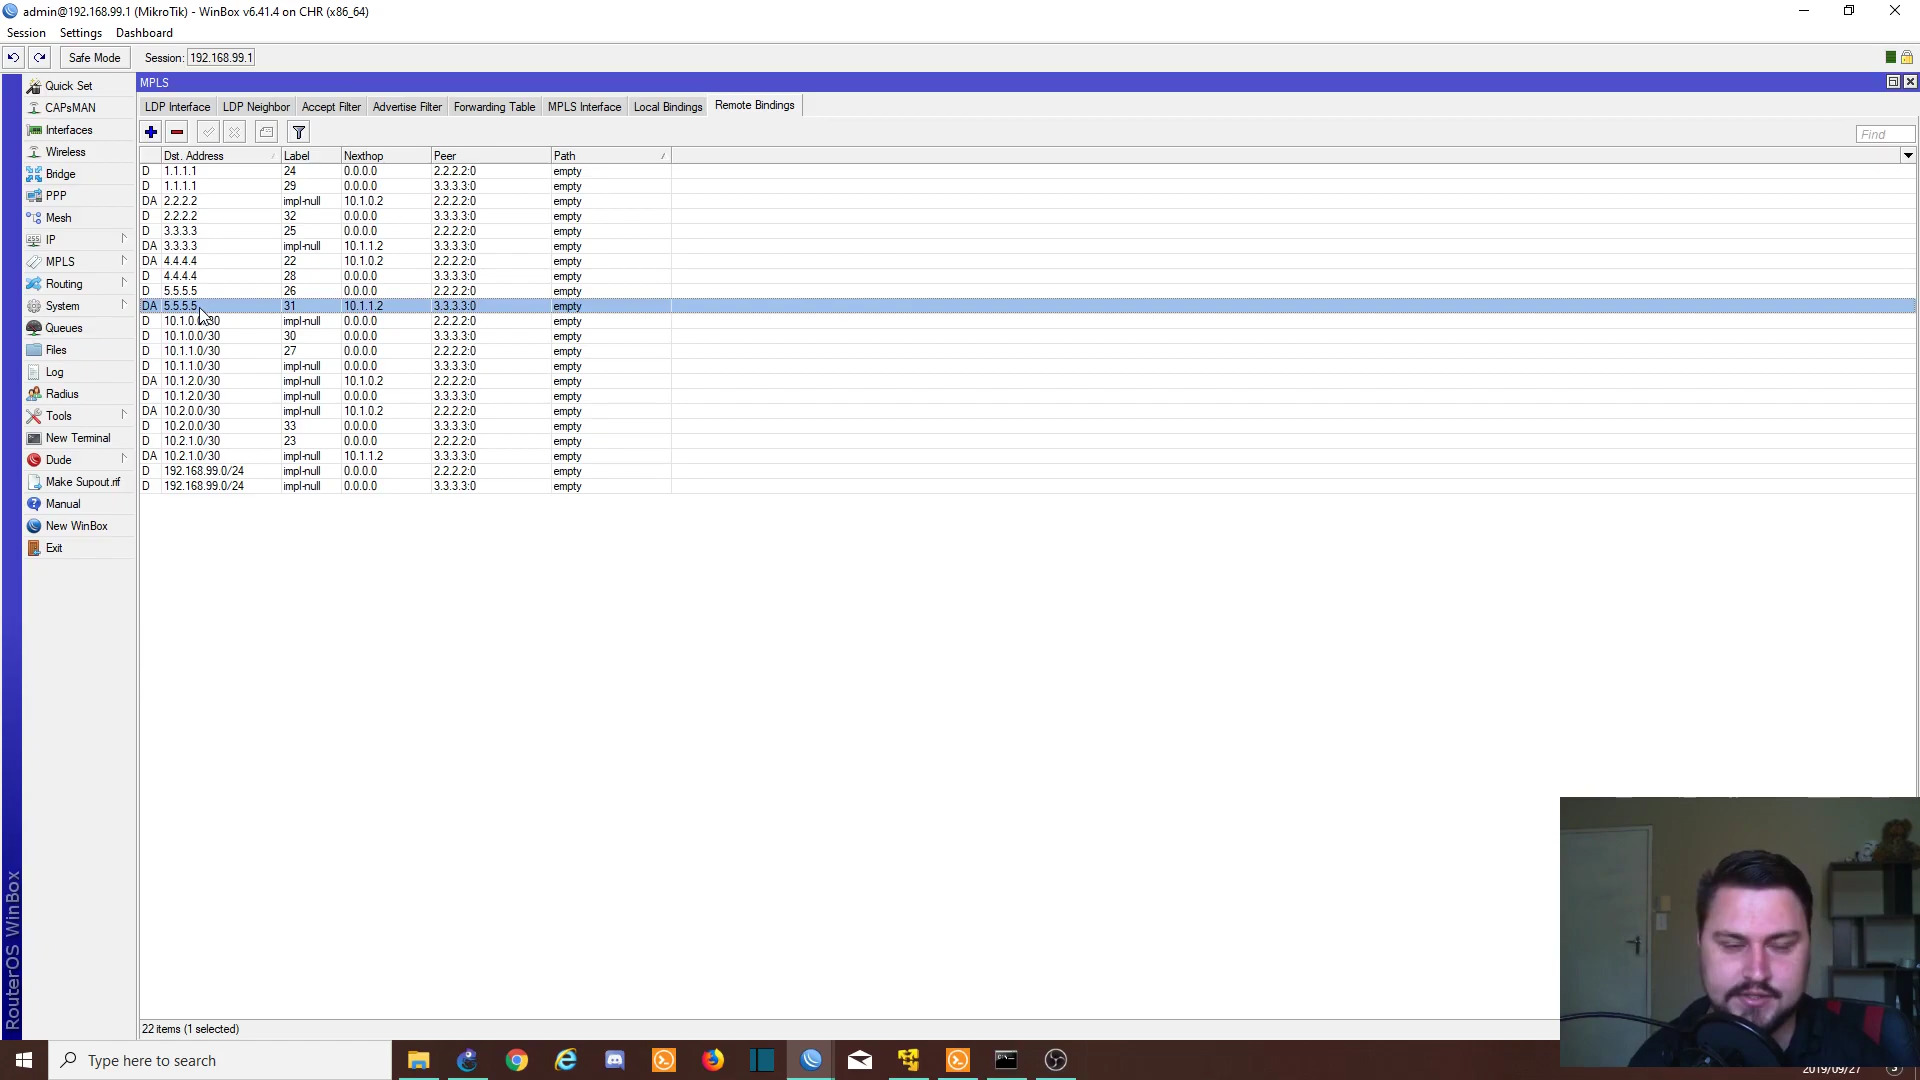 admin@192.168.99.1 (MikroTik) - WinBox v6.41.4 on CHR (x86_64)
Session Settings Dashboard
Safe Mode Session: 192.168.99.1
MPLS
LDP Interface LDP Neighbor Accept Filter Advertise Filter Forwarding Table MPLS Interface Local Bindings Remote Bindings
Find
Dst. Address Label Nexthop Peer Path
D 1.1.1.1 24 0.0.0.0 2.2.2.2:0 empty
D 1.1.1.1 29 0.0.0.0 3.3.3.3:0 empty
DA 2.2.2.2 impl-null 10.1.0.2 2.2.2.2:0 empty
D 2.2.2.2 32 0.0.0.0 3.3.3.3:0 empty
D 3.3.3.3 25 0.0.0.0 2.2.2.2:0 empty
DA 3.3.3.3 impl-null 10.1.1.2 3.3.3.3:0 empty
DA 4.4.4.4 22 10.1.0.2 2.2.2.2:0 empty
D 4.4.4.4 28 0.0.0.0 3.3.3.3:0 empty
D 5.5.5.5 26 0.0.0.0 2.2.2.2:0 empty
DA 5.5.5.5 31 10.1.1.2 3.3.3.3:0 empty
D 10.1.0.0/30 impl-null 0.0.0.0 2.2.2.2:0 empty
D 10.1.0.0/30 30 0.0.0.0 3.3.3.3:0 empty
D 10.1.1.0/30 27 0.0.0.0 2.2.2.2:0 empty
D 10.1.1.0/30 impl-null 0.0.0.0 3.3.3.3:0 empty
DA 10.1.2.0/30 impl-null 10.1.0.2 2.2.2.2:0 empty
D 10.1.2.0/30 impl-null 0.0.0.0 3.3.3.3:0 empty
DA 10.2.0.0/30 impl-null 10.1.0.2 2.2.2.2:0 empty
D 10.2.0.0/30 33 0.0.0.0 3.3.3.3:0 empty
D 10.2.1.0/30 23 0.0.0.0 2.2.2.2:0 empty
DA 10.2.1.0/30 impl-null 10.1.1.2 3.3.3.3:0 empty
D 192.168.99.0/24 impl-null 0.0.0.0 2.2.2.2:0 empty
D 192.168.99.0/24 impl-null 0.0.0.0 3.3.3.3:0 empty
22 items (1 selected)
Quick Set
CAPsMAN
Interfaces
Wireless
Bridge
PPP
Mesh
IP
MPLS
Routing
System
Queues
Files
Log
Radius
Tools
New Terminal
Dude
Make Supout.rif
Manual
New WinBox
Exit
RouterOS WinBox
Type here to search
2019/09/27